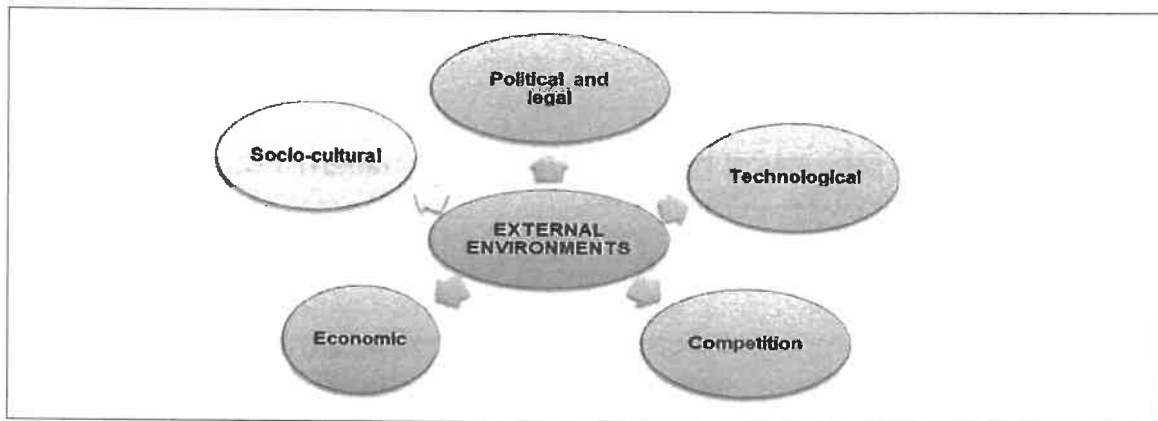 Political and
legal
Socio-cultural
Technological
EXTERNAL
ENVIRONMENTS
Economic
Competition